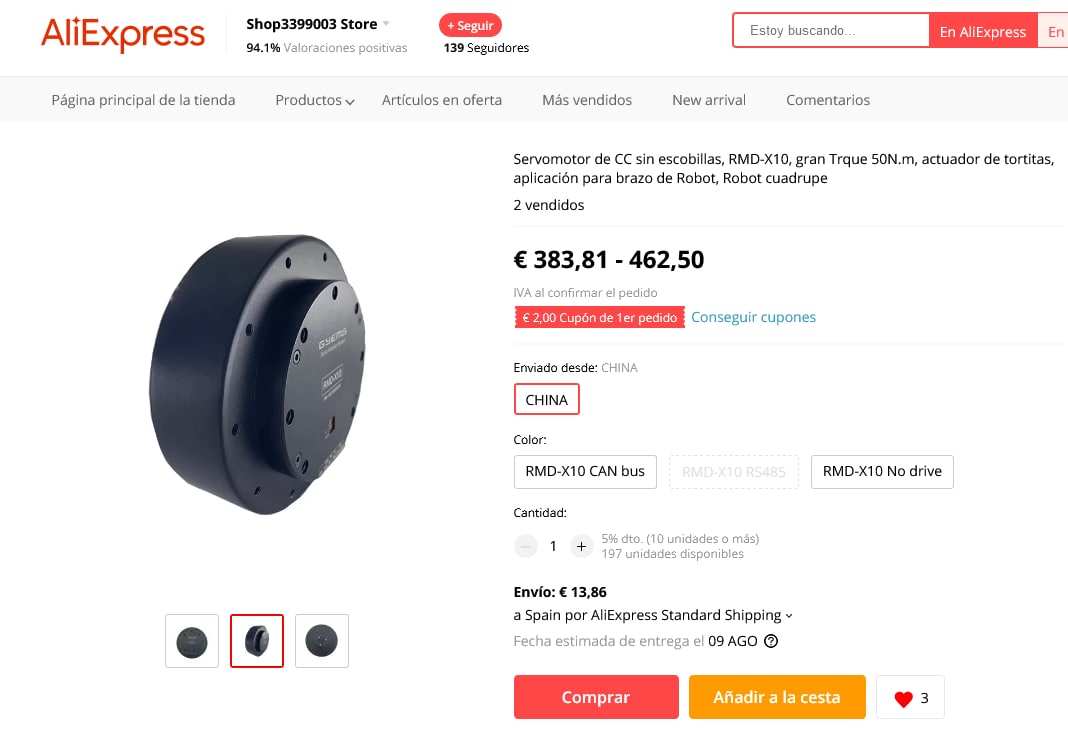 AliExpress
Shop3399003 Store
94.1% Valoraciones positivas
+ Seguir
139 Seguidores
Estoy buscando...
En AliExpress
En
Página principal de la tienda
Productos
Artículos en oferta
Más vendidos
New arrival
Comentarios
Servomotor de CC sin escobillas, RMD-X10, gran Trque 50N.m, actuador de tortitas,
aplicación para brazo de Robot, Robot cuadrupe
2 vendidos
€ 383,81 - 462,50
IVA al confirmar el pedido
€ 2,00 Cupón de 1er pedido
Conseguir cupones
GYEMS
RMD-X10
Enviado desde: CHINA
CHINA
Color:
RMD-X10 CAN bus
RMD-X10 RS485
RMD-X10 No drive
Cantidad:
− 1 +
5% dto. (10 unidades o más)
197 unidades disponibles
Envío: € 13,86
a Spain por AliExpress Standard Shipping
Fecha estimada de entrega el 09 AGO ?
Comprar
Añadir a la cesta
3